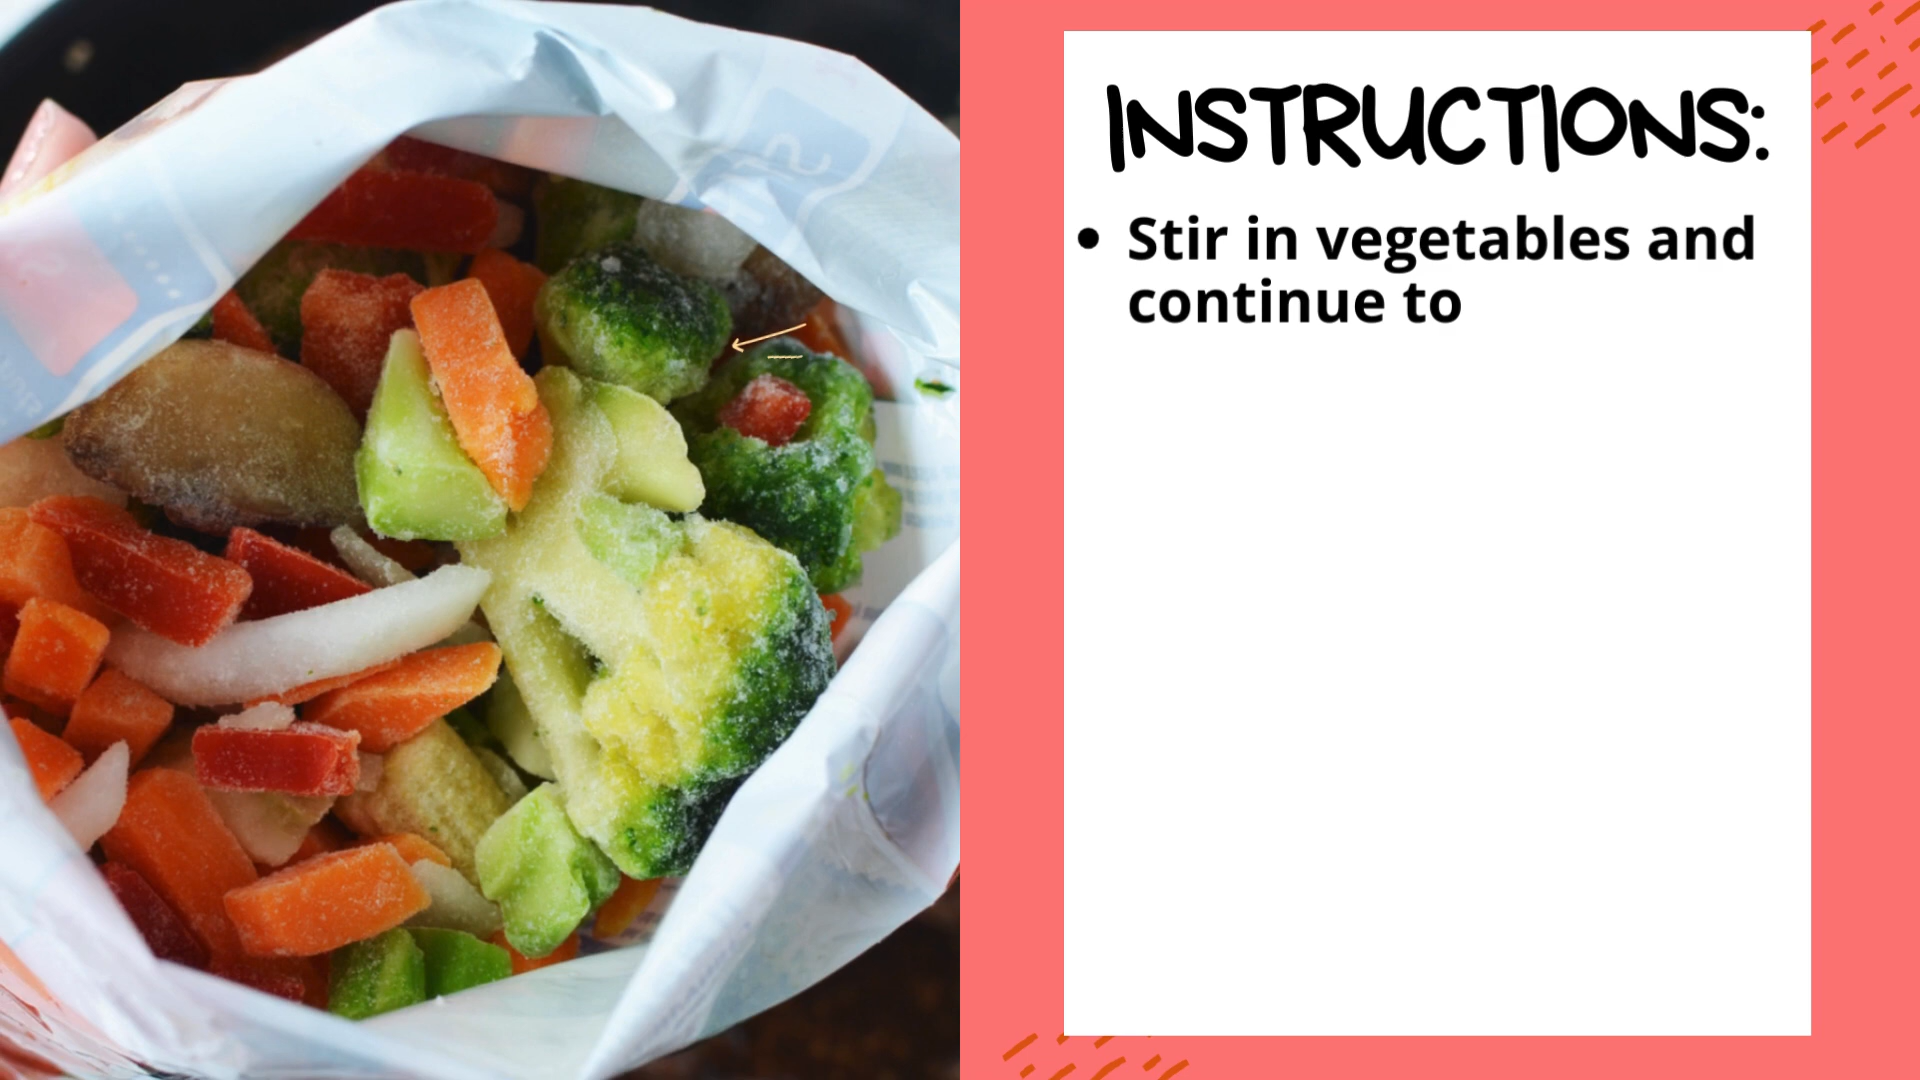 INSTRUCTIONS:
• Stir in vegetables and
continue to